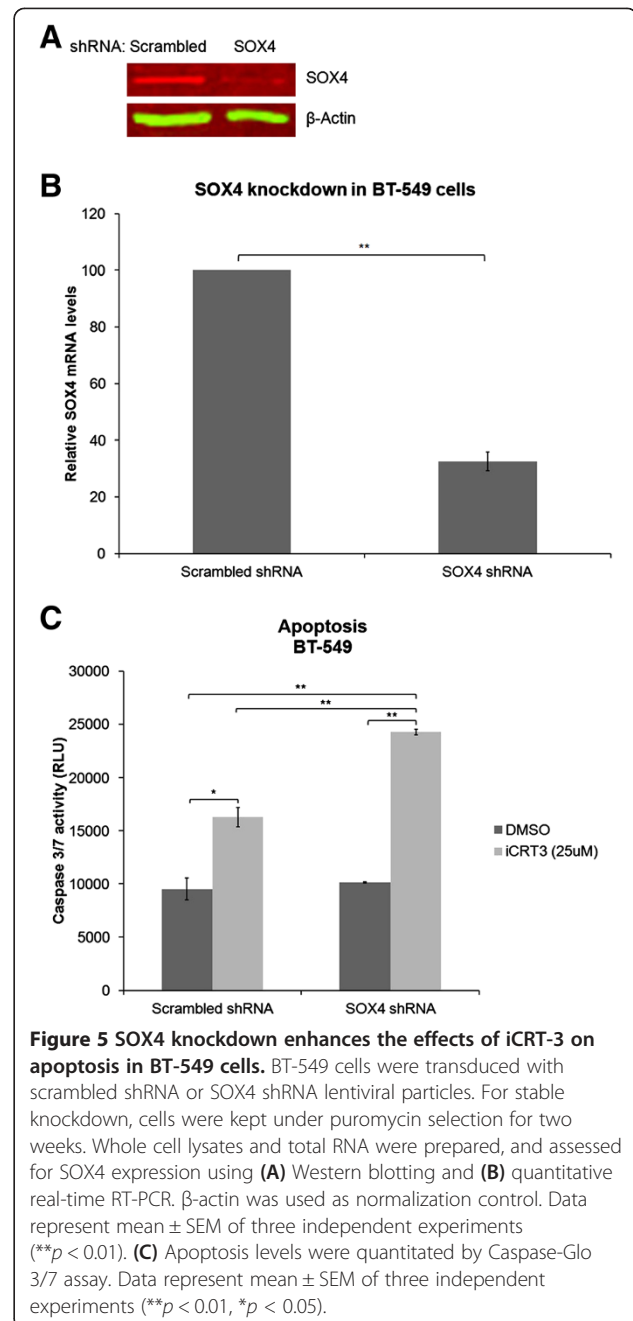 A
shRNA: Scrambled SOX4
SOX4
β-Actin
B
SOX4 knockdown in BT-549 cells
120
100
80
60
40
20
0
Relative SOX4 mRNA levels
**
Scrambled shRNA SOX4 shRNA
C
Apoptosis
BT-549
30000
25000
20000
15000
10000
5000
0
Caspase 3/7 activity (RLU)
**
**
**
*
DMSO
iCRT3 (25uM)
Scrambled shRNA SOX4 shRNA
Figure 5 SOX4 knockdown enhances the effects of iCRT-3 on
apoptosis in BT-549 cells. BT-549 cells were transduced with
scrambled shRNA or SOX4 shRNA lentiviral particles. For stable
knockdown, cells were kept under puromycin selection for two
weeks. Whole cell lysates and total RNA were prepared, and assessed
for SOX4 expression using (A) Western blotting and (B) quantitative
real-time RT-PCR. β-actin was used as normalization control. Data
represent mean ± SEM of three independent experiments
(**p < 0.01). (C) Apoptosis levels were quantitated by Caspase-Glo
3/7 assay. Data represent mean ± SEM of three independent
experiments (**p < 0.01, *p < 0.05).